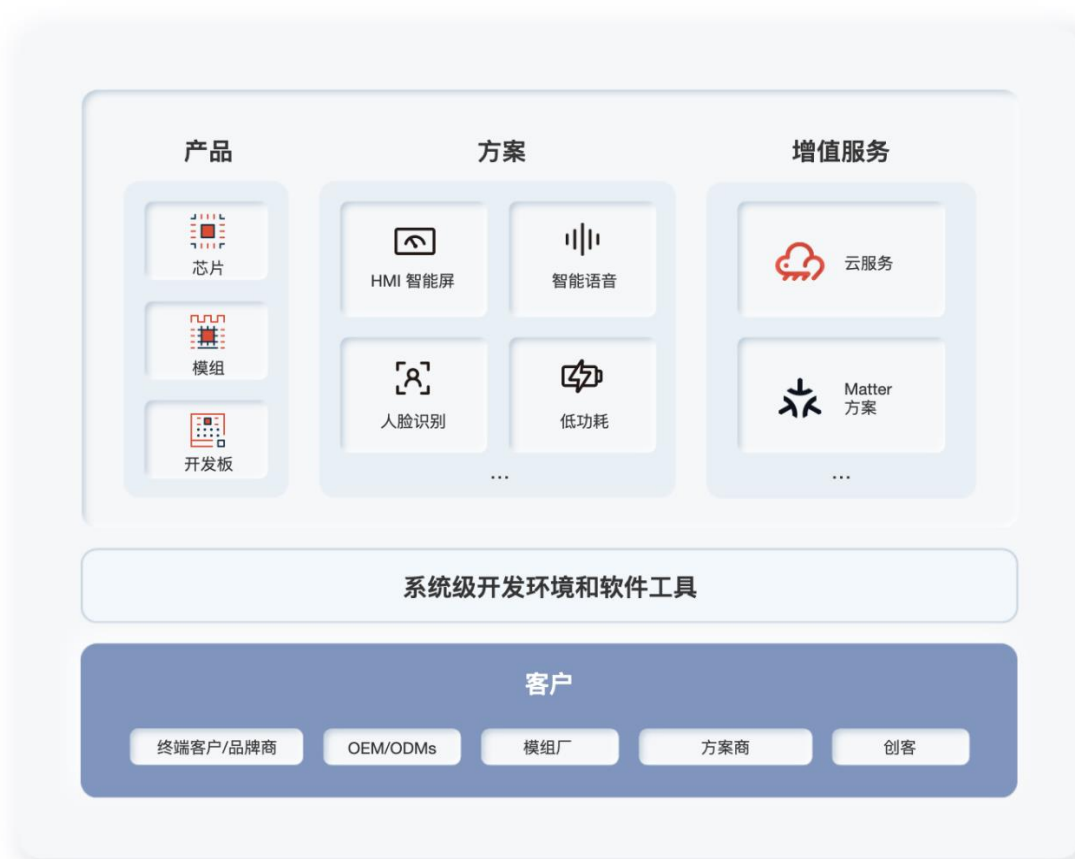 产品
芯片
模组
开发板
方案
HMI 智能屏
智能语音
人脸识别
低功耗
...
增值服务
云服务
Matter
方案
...
系统级开发环境和软件工具
客户
终端客户/品牌商
OEM/ODMs
模组厂
方案商
创客